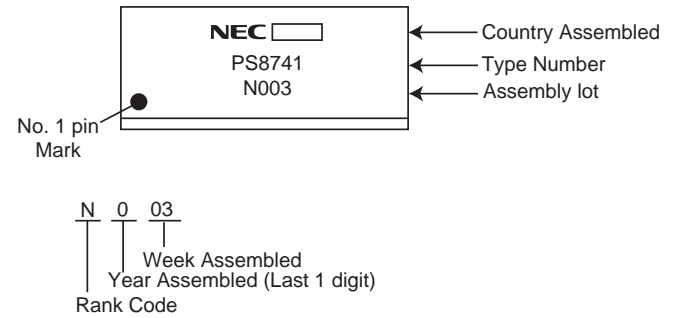 NEC
Country Assembled
PS8741
Type Number
N003
Assembly lot
No. 1 pin
Mark
N 0 03
Week Assembled
Year Assembled (Last 1 digit)
Rank Code